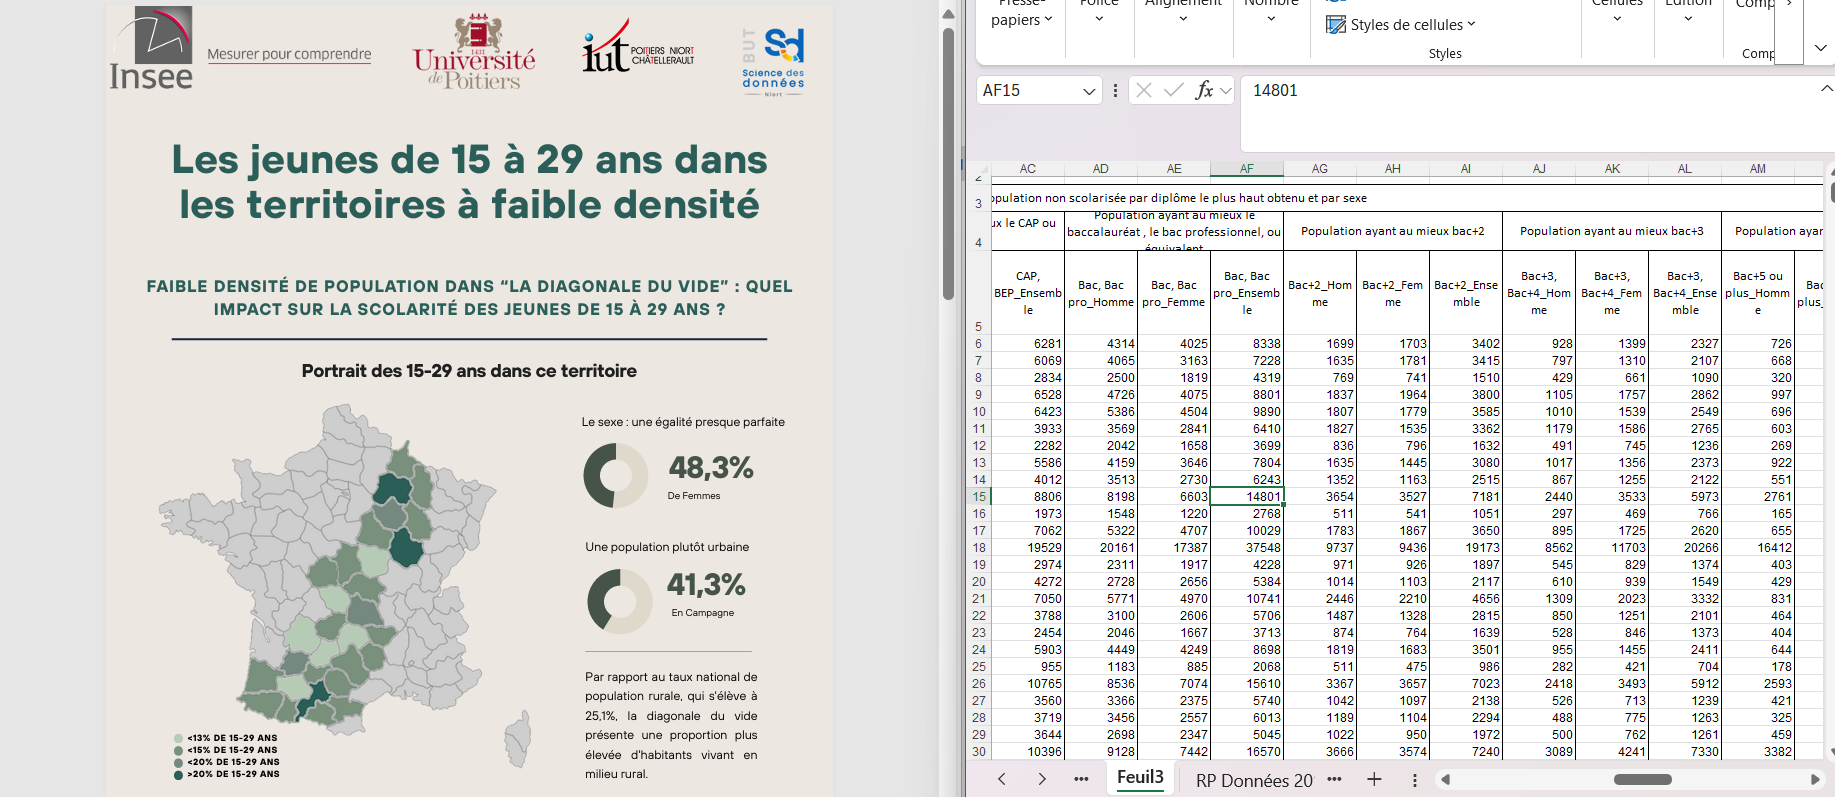 Insee
Mesurer pour comprendre
1431
Université
de Poitiers
iut
POITIERS NIORT
CHÂTELLERAULT
BUT
Sd
Science des
données
Niort
Les jeunes de 15 à 29 ans dans
les territoires à faible densité
FAIBLE DENSITÉ DE POPULATION DANS “LA DIAGONALE DU VIDE” : QUEL
IMPACT SUR LA SCOLARITÉ DES JEUNES DE 15 À 29 ANS ?
Portrait des 15-29 ans dans ce territoire
Le sexe : une égalité presque parfaite
48,3%
De Femmes
Une population plutôt urbaine
41,3%
En Campagne
Par rapport au taux national de
population rurale, qui s'élève à
25,1%, la diagonale du vide
présente une proportion plus
élevée d'habitants vivant en
milieu rural.
<13% DE 15-29 ANS
<15% DE 15-29 ANS
<20% DE 15-29 ANS
>20% DE 15-29 ANS
Presse-
papiers
Police
Alignement
Nombre
Styles de cellules
Styles
Cellules
Édition
Comp
Comp
AF15
fx
14801
AC AD AE AF AG AH AI AJ AK AL AM
2
3 opulation non scolarisée par diplôme le plus haut obtenu et par sexe
4 ux le CAP ou
Population ayant au mieux le
baccalauréat , le bac professionnel, ou
équivalent
Population ayant au mieux bac+2
Population ayant au mieux bac+3
Population ayar
5
CAP,
BEP_Ensemb
le
Bac, Bac
pro_Homme
Bac, Bac
pro_Femme
Bac, Bac
pro_Ensemb
le
Bac+2_Hom
me
Bac+2_Fem
me
Bac+2_Ense
mble
Bac+3,
Bac+4_Hom
me
Bac+3,
Bac+4_Fem
me
Bac+3,
Bac+4_Ense
mble
Bac+5 ou
plus_Homm
e
Bac
plus_
6 6281 4314 4025 8338 1699 1703 3402 928 1399 2327 726
7 6069 4065 3163 7228 1635 1781 3415 797 1310 2107 668
8 2834 2500 1819 4319 769 741 1510 429 661 1090 320
9 6528 4726 4075 8801 1837 1964 3800 1105 1757 2862 997
10 6423 5386 4504 9890 1807 1779 3585 1010 1539 2549 696
11 3933 3569 2841 6410 1827 1535 3362 1179 1586 2765 603
12 2282 2042 1658 3699 836 796 1632 491 745 1236 269
13 5586 4159 3646 7804 1635 1445 3080 1017 1356 2373 922
14 4012 3513 2730 6243 1352 1163 2515 867 1255 2122 551
15 8806 8198 6603 14801 3654 3527 7181 2440 3533 5973 2761
16 1973 1548 1220 2768 511 541 1051 297 469 766 165
17 7062 5322 4707 10029 1783 1867 3650 895 1725 2620 655
18 19529 20161 17387 37548 9737 9436 19173 8562 11703 20266 16412
19 2974 2311 1917 4228 971 926 1897 545 829 1374 403
20 4272 2728 2656 5384 1014 1103 2117 610 939 1549 429
21 7050 5771 4970 10741 2446 2210 4656 1309 2023 3332 831
22 3788 3100 2606 5706 1487 1328 2815 850 1251 2101 464
23 2454 2046 1667 3713 874 764 1639 528 846 1373 404
24 5903 4449 4249 8698 1819 1683 3501 955 1455 2411 644
25 955 1183 885 2068 511 475 986 282 421 704 178
26 10765 8536 7074 15610 3367 3657 7023 2418 3493 5912 2593
27 3560 3366 2375 5740 1042 1097 2138 526 713 1239 421
28 3719 3456 2557 6013 1189 1104 2294 488 775 1263 325
29 3644 2698 2347 5045 1022 950 1972 500 762 1261 459
30 10396 9128 7442 16570 3666 3574 7240 3089 4241 7330 3382
Feuil3
RP Données 20